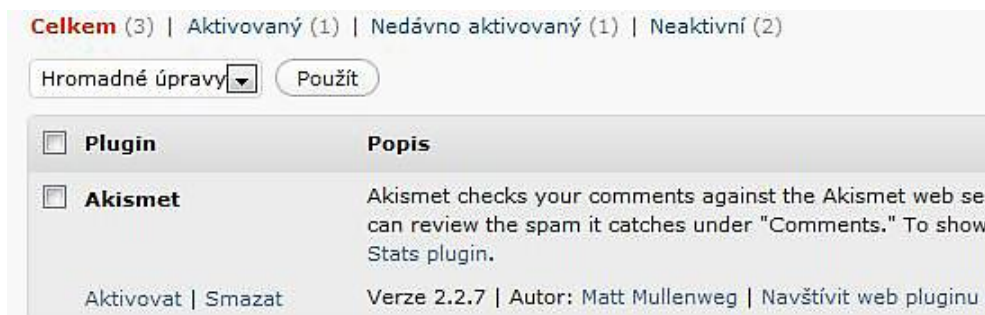 Celkem (3) | Aktivovaný (1) | Nedávno aktivovaný (1) | Neaktivní (2)
Hromadné úpravy Použít
Plugin Popis
Akismet Akismet checks your comments against the Akismet web se
can review the spam it catches under "Comments." To show
Stats plugin.
Aktivovat | Smazat Verze 2.2.7 | Autor: Matt Mullenweg | Navštívit web pluginu